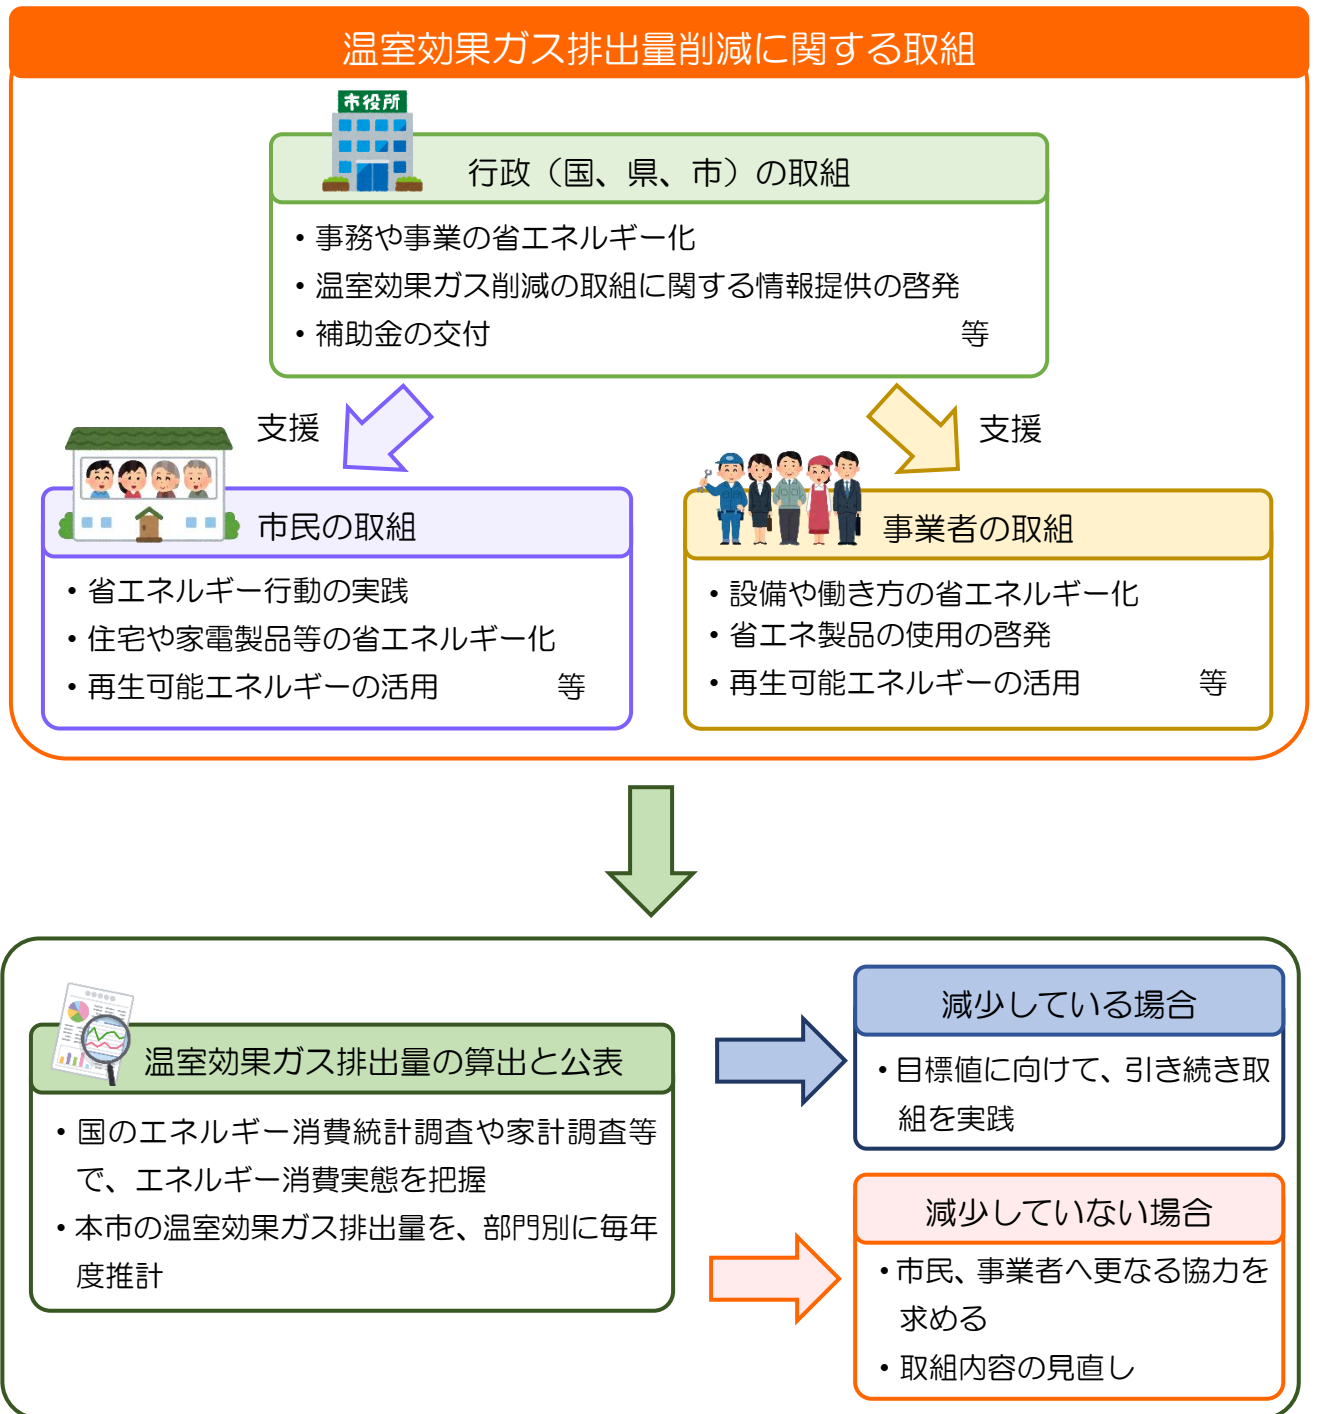 温室効果ガス排出量削減に関する取組
市役所
行政（国、県、市）の取組
・事務や事業の省エネルギー化
・温室効果ガス削減の取組に関する情報提供の啓発
・補助金の交付　等
支援
支援
市民の取組
・省エネルギー行動の実践
・住宅や家電製品等の省エネルギー化
・再生可能エネルギーの活用　等
事業者の取組
・設備や働き方の省エネルギー化
・省エネ製品の使用の啓発
・再生可能エネルギーの活用　等
温室効果ガス排出量の算出と公表
・国のエネルギー消費統計調査や家計調査等
で、エネルギー消費実態を把握
・本市の温室効果ガス排出量を、部門別に毎年
度推計
減少している場合
・目標値に向けて、引き続き取
組を実践
減少していない場合
・市民、事業者へ更なる協力を
求める
・取組内容の見直し